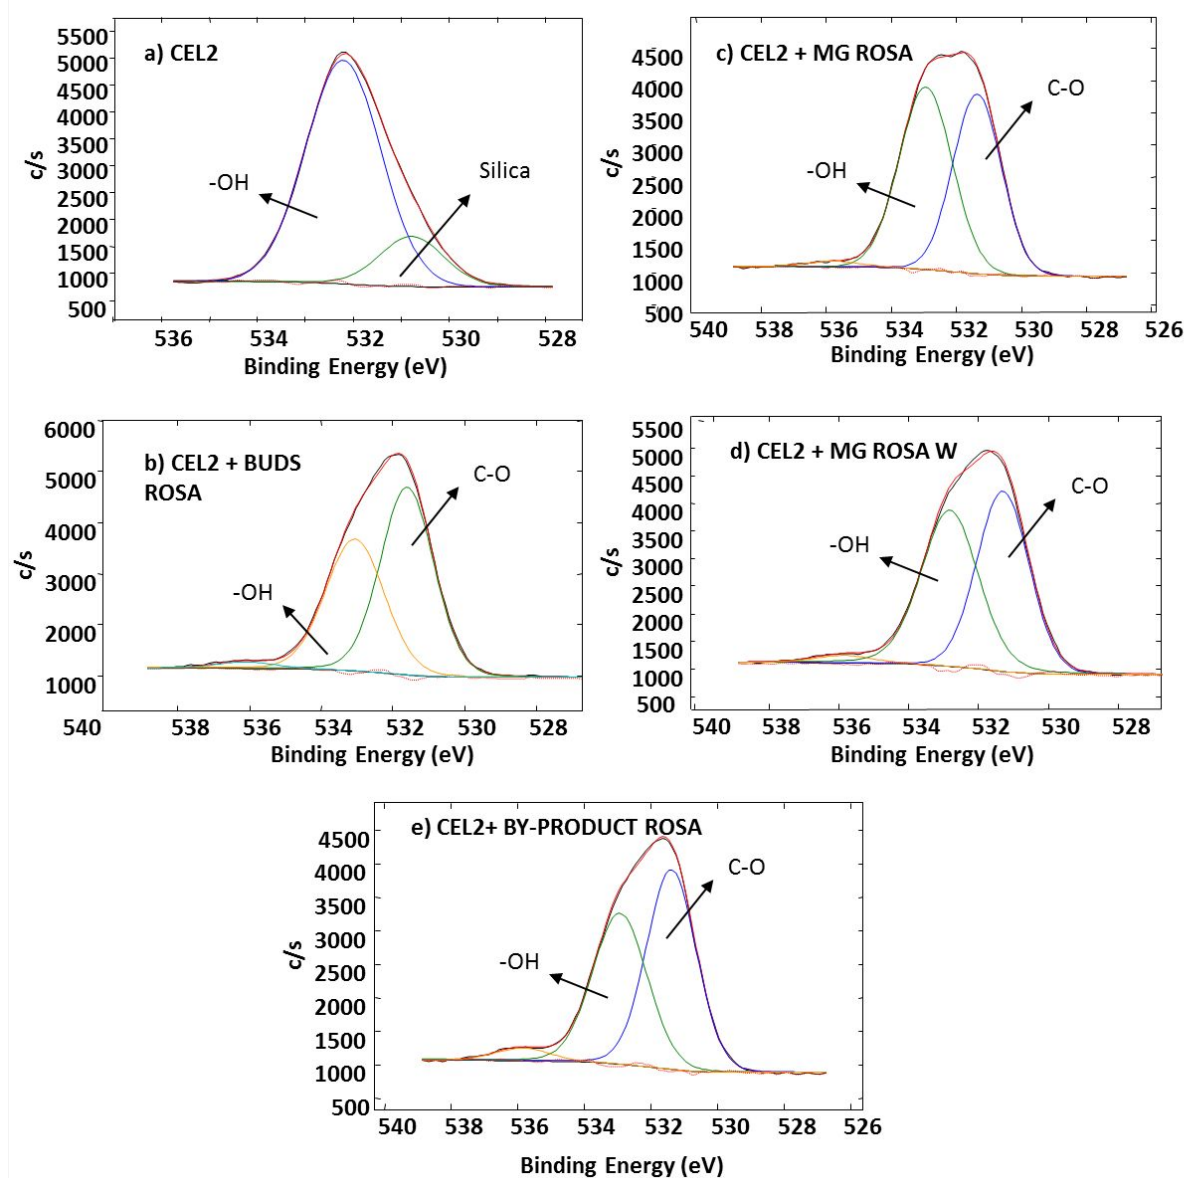 a) CEL2
5500
5000
4500
4000
3500
3000
2500
2000
1500
1000
500
c/s
-OH
Silica
536 534 532 531 530 528
Binding Energy (eV)
c) CEL2 + MG ROSA
4500
4000
3500
3000
2500
2000
1500
1000
500
c/s
C-O
-OH
540 538 536 534 532 530 528 526
Binding Energy (eV)
b) CEL2 + BUDS
ROSA
6000
5000
4000
3000
2000
1000
c/s
C-O
-OH
540 538 536 534 532 530 528
Binding Energy (eV)
d) CEL2 + MG ROSA W
5500
5000
4500
4000
3500
3000
2500
2000
1500
1000
500
c/s
C-O
-OH
540 538 536 534 532 530 528
Binding Energy (eV)
e) CEL2+ BY-PRODUCT ROSA
4500
4000
3500
3000
2500
2000
1500
1000
500
c/s
C-O
-OH
540 538 536 534 532 530 528 526
Binding Energy (eV)